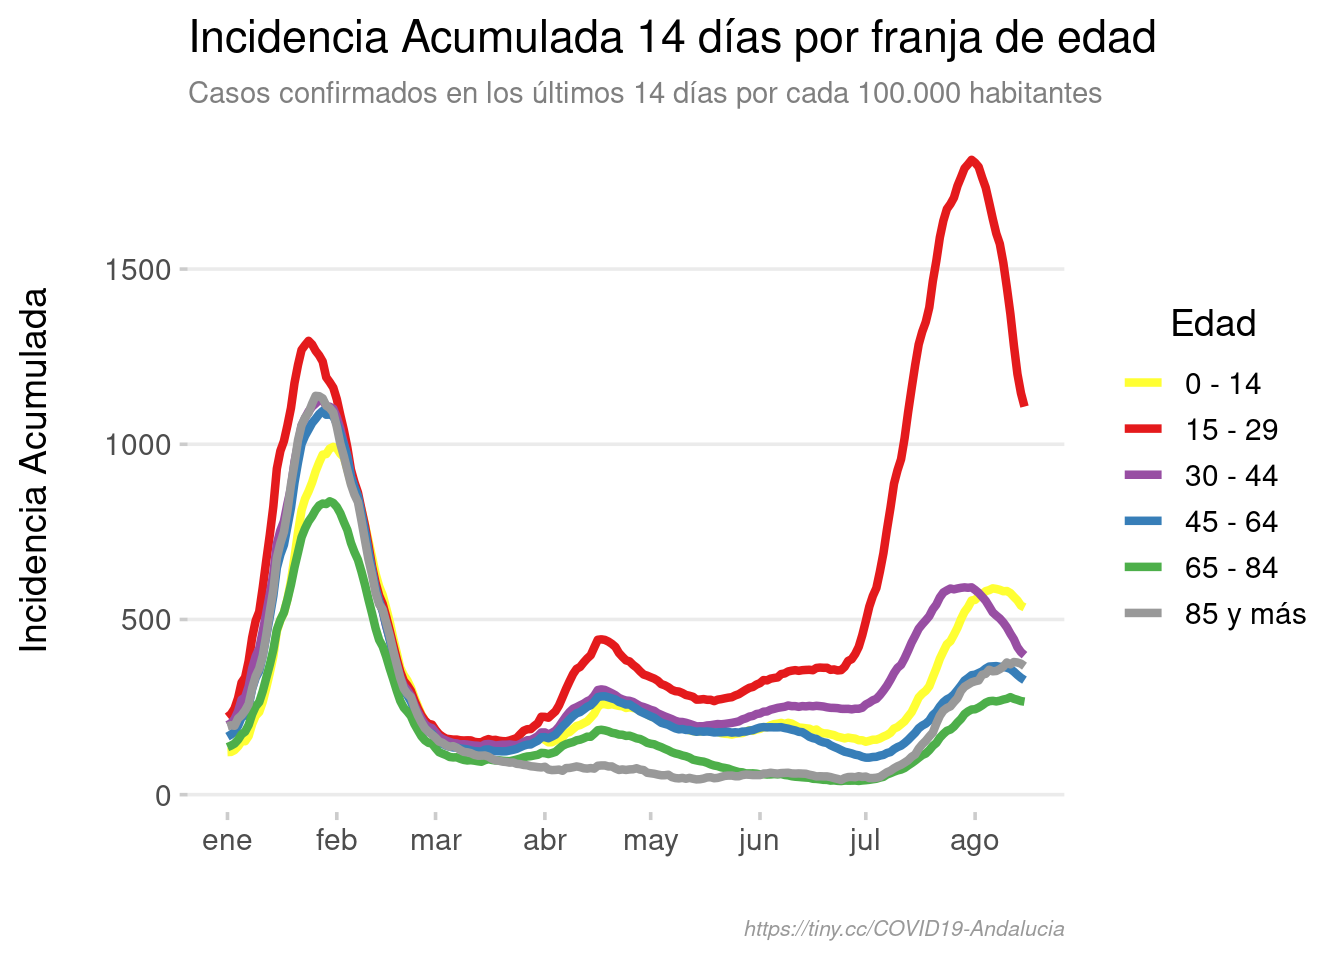 Incidencia Acumulada 14 días por franja de edad
Casos confirmados en los últimos 14 días por cada 100.000 habitantes
Incidencia Acumulada
1500
1000
500
0
ene feb mar abr may jun jul ago
Edad
0 - 14
15 - 29
30 - 44
45 - 64
65 - 84
85 y más
https://tiny.cc/COVID19-Andalucia